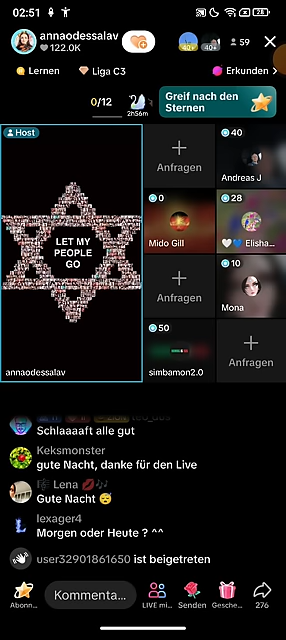 02:51
28
annaodessalav
122.0K
40+
40+
59
Lernen
Liga C3
Erkunden >
0/12
2h56m
Greif nach den
Sternen
Host
LET MY
PEOPLE
GO
annaodessalav
Anfragen
40
Andreas J
0
Mido Gill
28
Elisha...
Anfragen
10
Mona
50
simbamon2.0
Anfragen
Schlaaaaft alle gut
Keksmonster
gute Nacht, danke für den Live
Lena 💋🎶
Gute Nacht 😴
lexager4
Morgen oder Heute ? ^^
user32901861650 ist beigetreten
Abonn...
Kommenta...
LIVE mi...
Senden
Gesche...
276